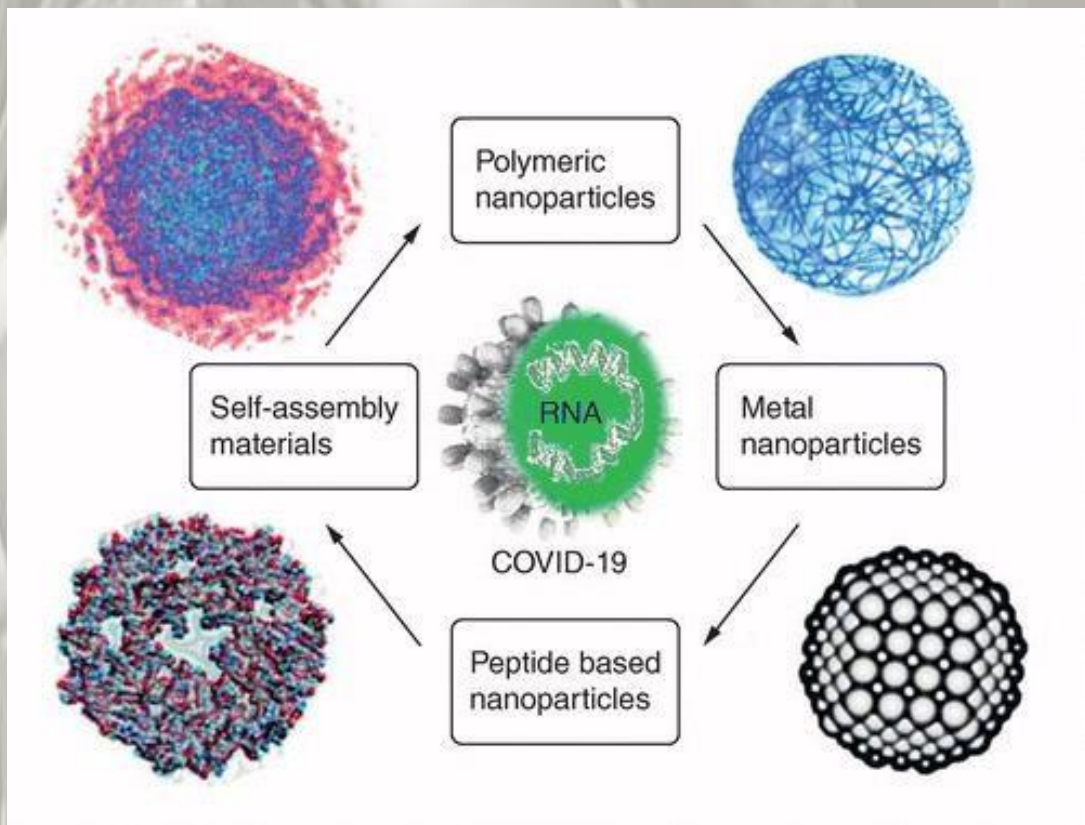 Polymeric
nanoparticles
Self-assembly
materials
RNA
Metal
nanoparticles
COVID-19
Peptide based
nanoparticles